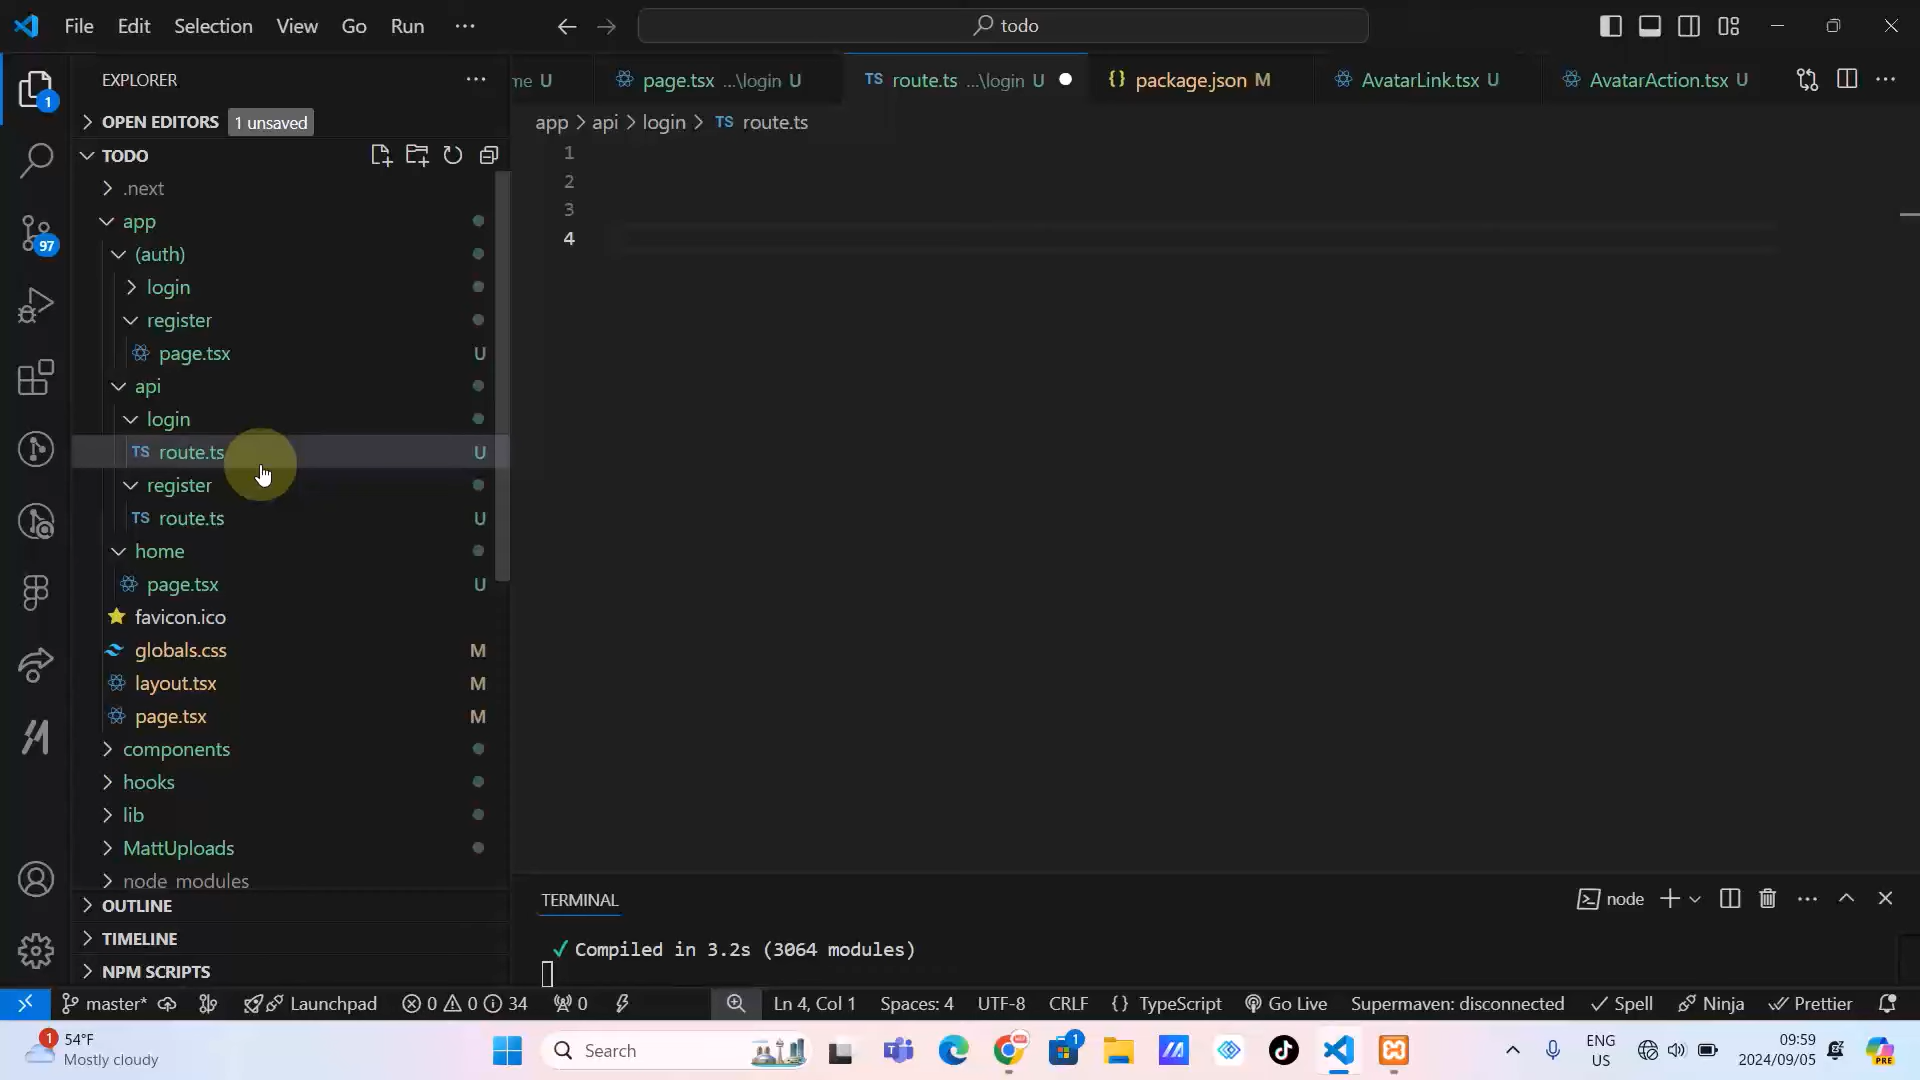 File Edit Selection View Go Run ··· todo
EXPLORER ···
me U page.tsx ...\login U TS route.ts ...\login U {} package.json M AvatarLink.tsx U AvatarAction.tsx U ···
OPEN EDITORS 1 unsaved
app > api > login > TS route.ts
TODO
.next
app
(auth)
login
register
page.tsx U
api
login
TS route.ts U
register
TS route.ts U
home
page.tsx U
favicon.ico
globals.css M
layout.tsx M
page.tsx M
components
hooks
lib
MattUploads
node_modules
OUTLINE
TIMELINE
NPM SCRIPTS
1
97
1
2
3
4
TERMINAL
node
✓ Compiled in 3.2s (3064 modules)
master* Launchpad 0 0 34 0 Ln 4, Col 1 Spaces: 4 UTF-8 CRLF {} TypeScript Go Live Supermaven: disconnected Spell Ninja Prettier
1 54°F
Mostly cloudy
Search
1
ENG
US
09:59
2024/09/05
PRE